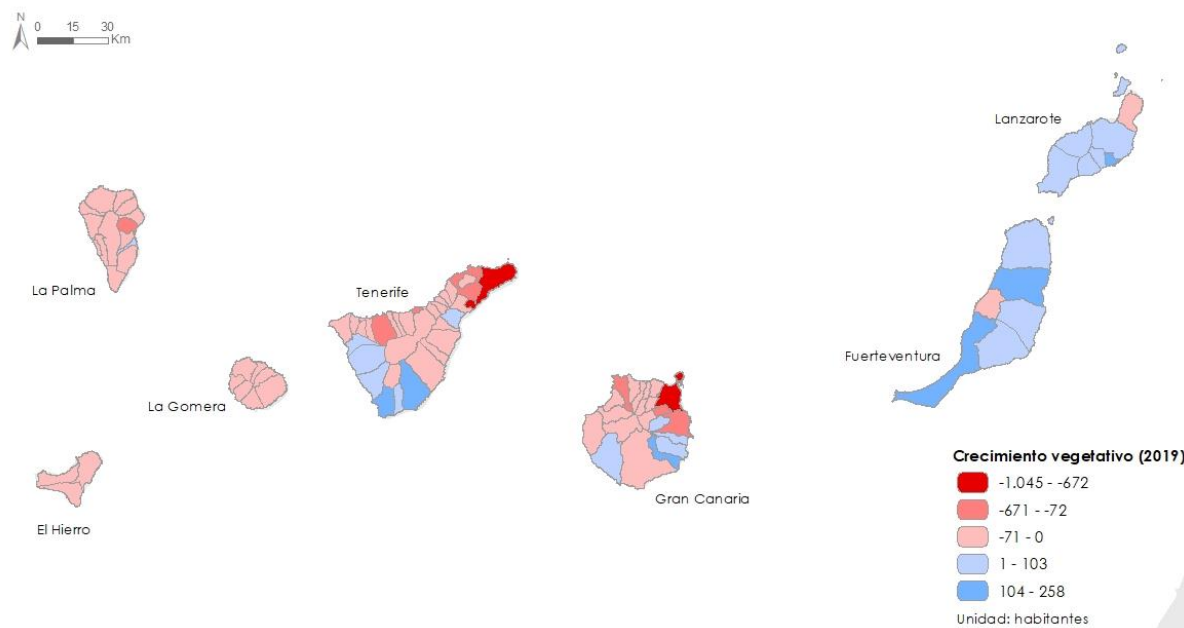 N
0 15 30
Km
Lanzarote
La Palma
Tenerife
Fuerteventura
La Gomera
Gran Canaria
El Hierro
Crecimiento vegetativo (2019)
-1.045 - -672
-671 - -72
-71 - 0
1 - 103
104 - 258
Unidad: habitantes